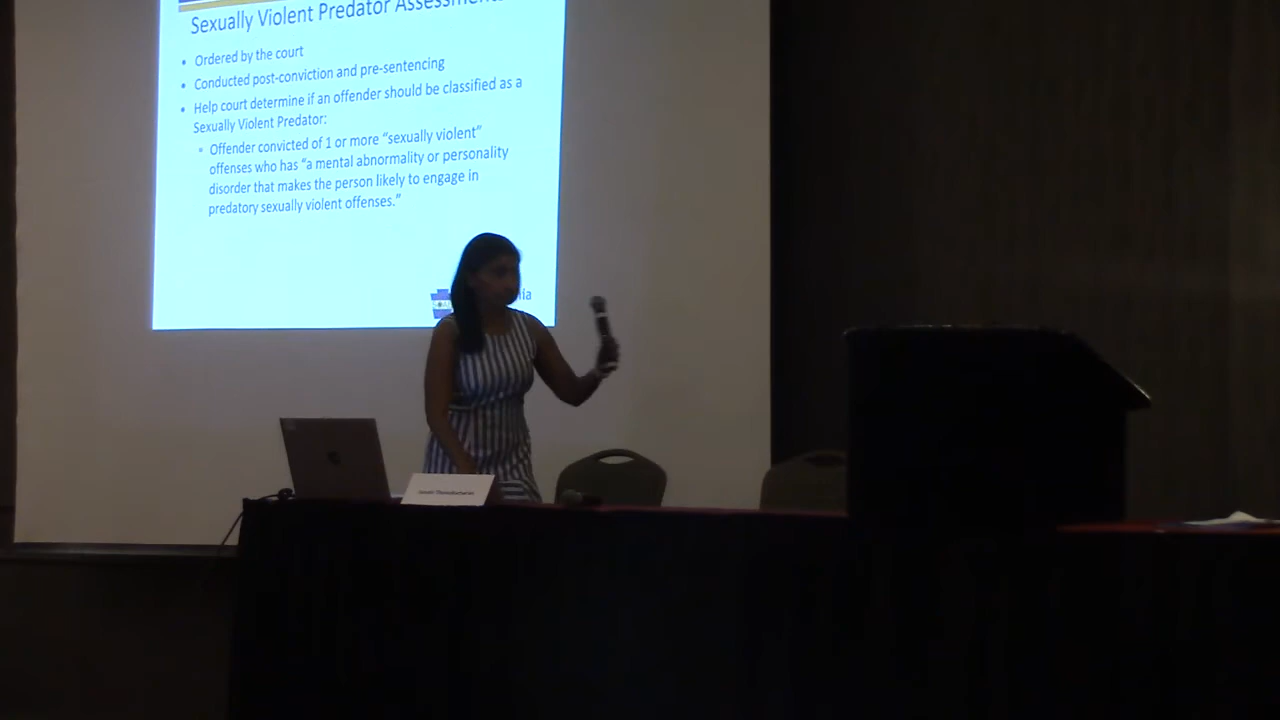 Sexually Violent Predator Assessments
• Ordered by the court
• Conducted post-conviction and pre-sentencing
• Help court determine if an offender should be classified as a
Sexually Violent Predator:
▪ Offender convicted of 1 or more “sexually violent”
offenses who has “a mental abnormality or personality
disorder that makes the person likely to engage in
predatory sexually violent offenses.”